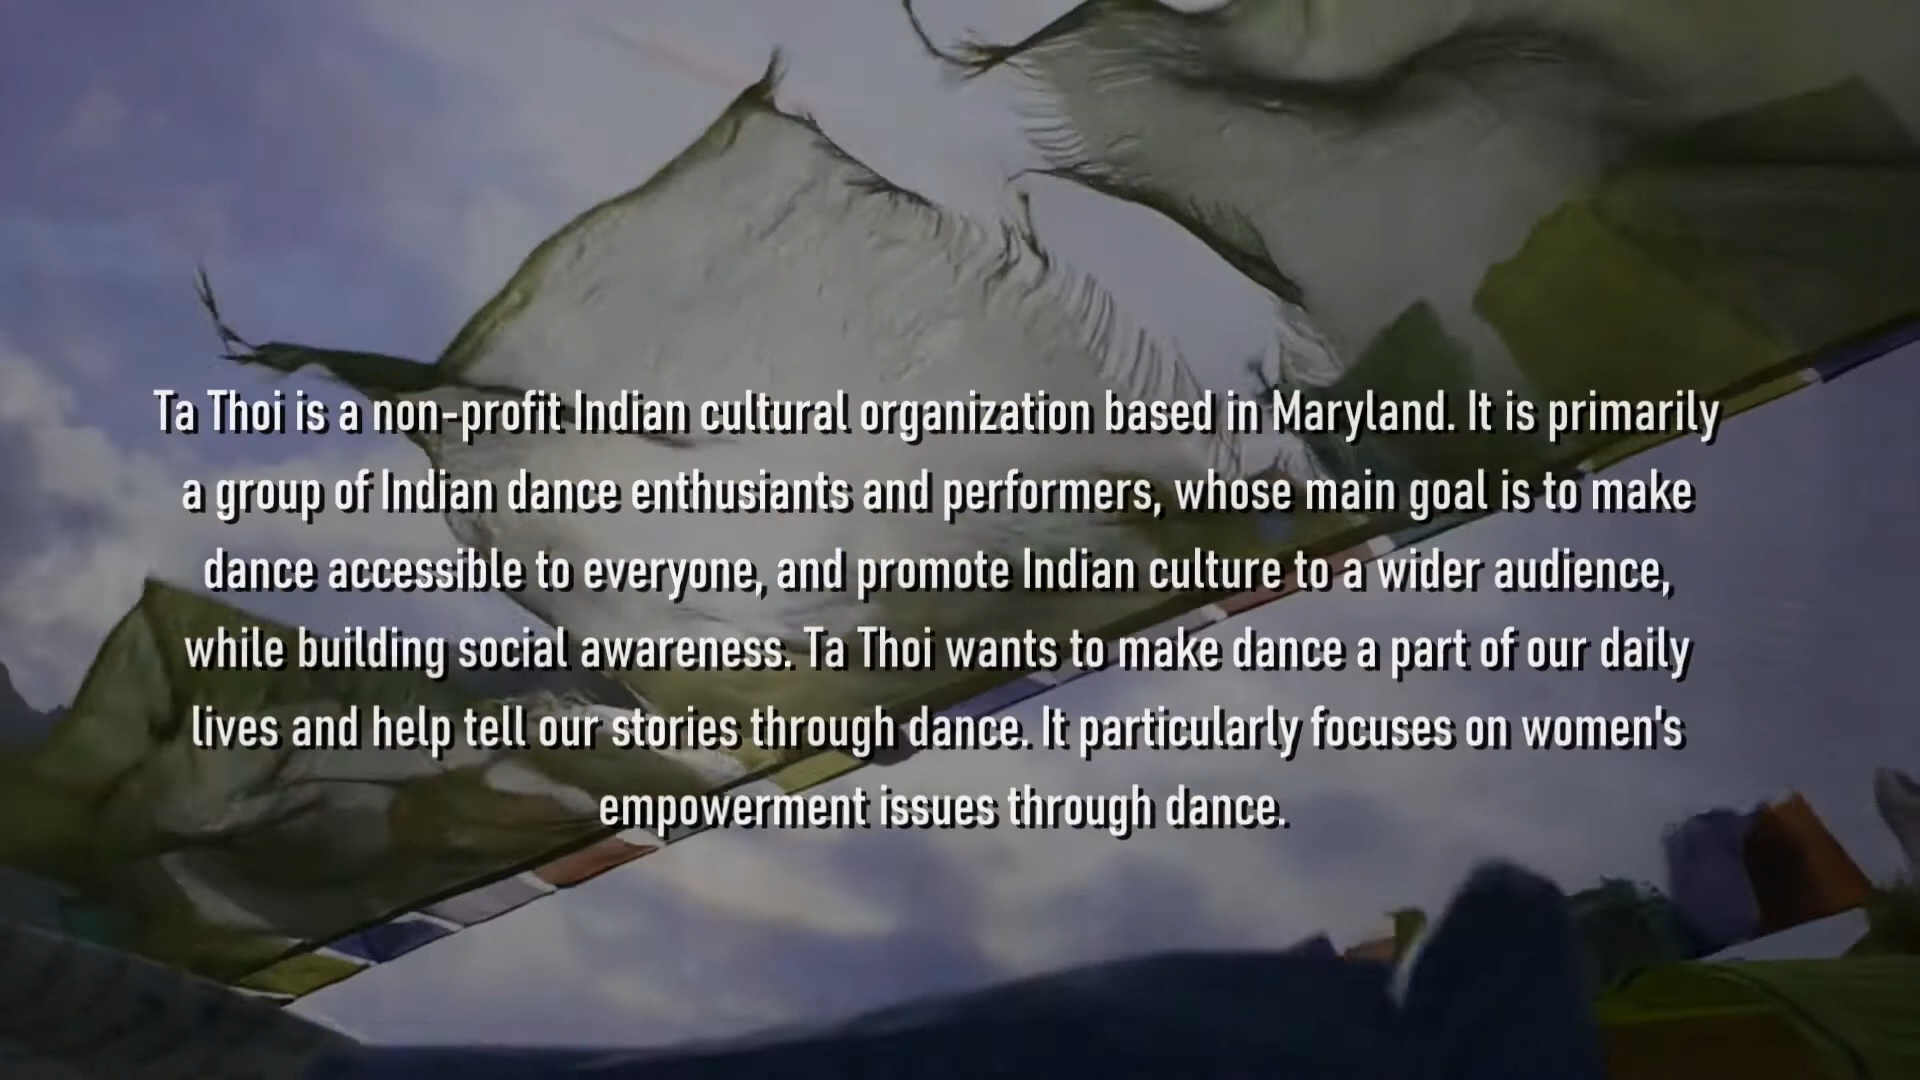 Ta Thoi is a non-profit Indian cultural organization based in Maryland. It is primarily
a group of Indian dance enthusiants and performers, whose main goal is to make
dance accessible to everyone, and promote Indian culture to a wider audience,
while building social awareness. Ta Thoi wants to make dance a part of our daily
lives and help tell our stories through dance. It particularly focuses on women's
empowerment issues through dance.